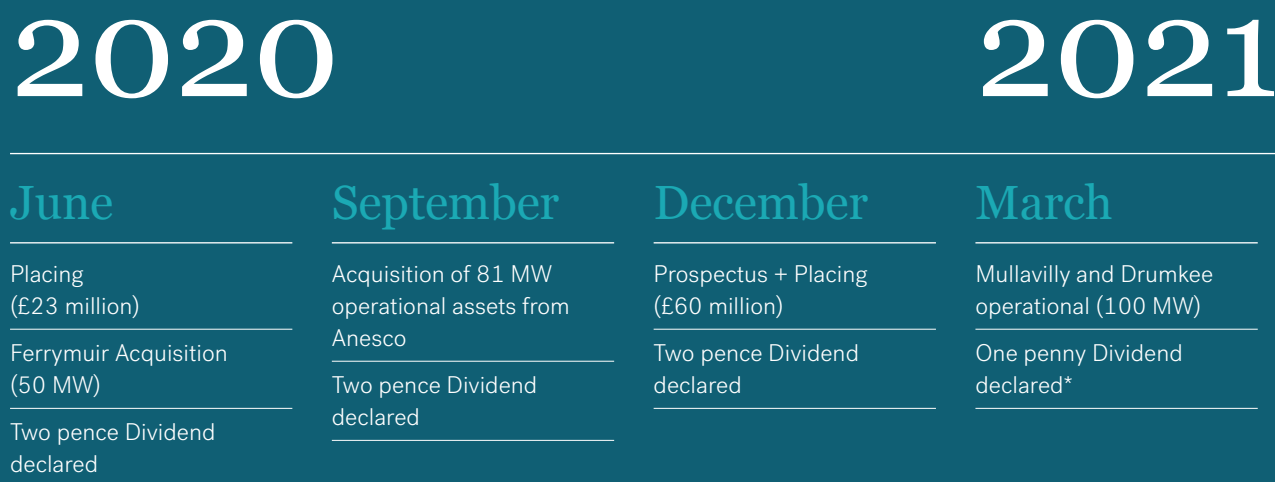 2020
2021
June
Placing
(£23 million)
Ferrymuir Acquisition
(50 MW)
Two pence Dividend
declared
September
Acquisition of 81 MW
operational assets from
Anesco
Two pence Dividend
declared
December
Prospectus + Placing
(£60 million)
Two pence Dividend
declared
March
Mullavilly and Drumkee
operational (100 MW)
One penny Dividend
declared*